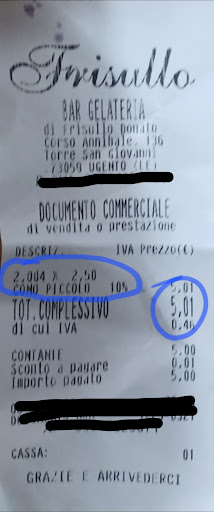 Frisullo
BAR GELATERIA
di Frisullo Donato
Corso Annibale, 136
Torre San Giovanni
73059 UGENTO (LE)
DOCUMENTO COMMERCIALE
di vendita o prestazione
DESCRIZ. IVA Prezzo(€)
2,004 X 2,50
CONO PICCOLO 10% 5,01
TOT.COMPLESSIVO 5,01
di cui IVA 0,46
CONTANTE 5,00
Sconto a pagare 0,01
Importo pagato 5,00
CASSA: 01
GRAZIE E ARRIVEDERCI